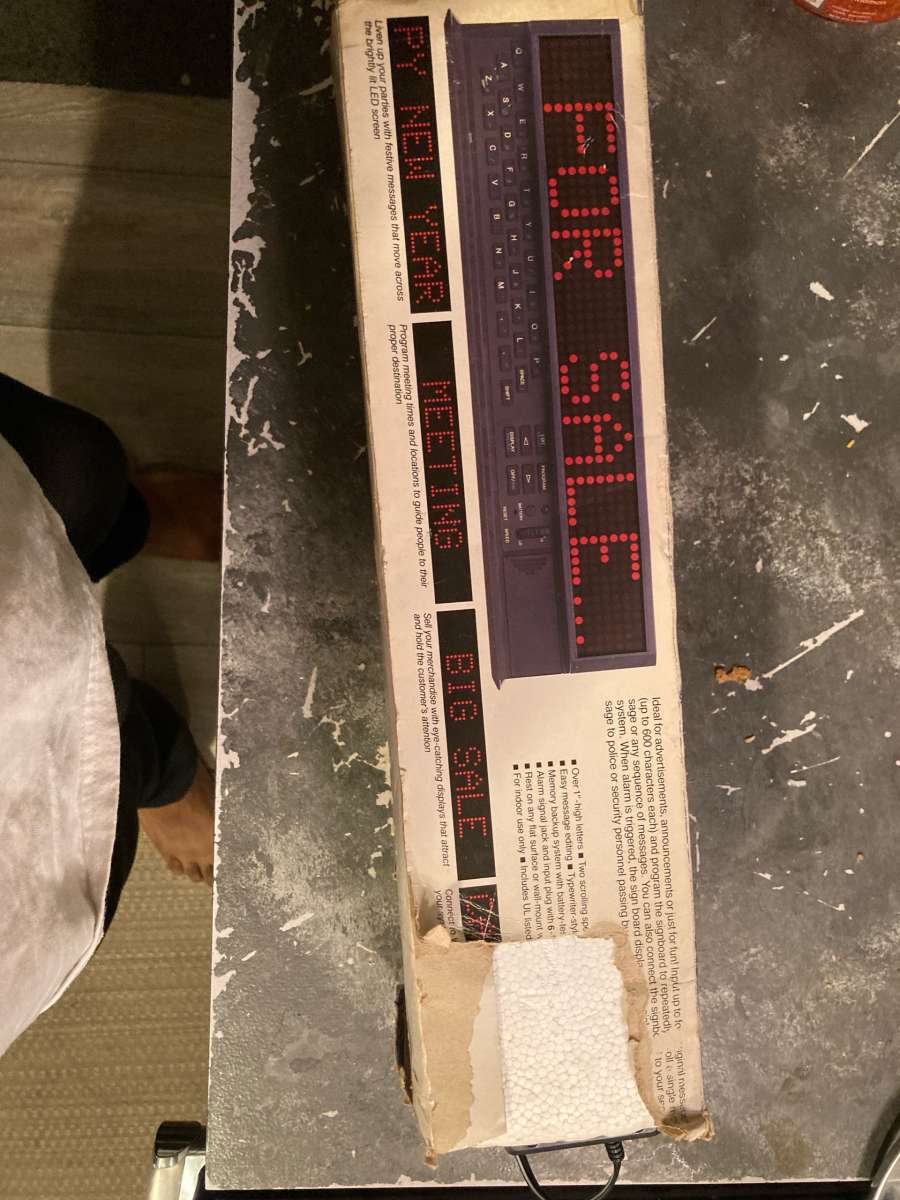 FOR SALE...
Q W E R T Y U I O P
A S D F G H J K L SPACE
Z X C V B N M , . SHIFT
PROGRAM
DISPLAY
BATTERY
RESET SPEED
Ideal for advertisements, announcements or just for fun! Input up to
(up to 600 characters each) and program the signboard to repeatedly
sage or any sequence of messages. You can also connect the
system. When alarm is triggered, the sign board
sage to police or security personnel passing
■ Over 1"-high letters ■ Two scrolling
■ Easy message editing ■
■ Memory backup system with
■ Alarm signal jack and input plug with 6
■ Rest on any flat surface or wall-mount
■ For indoor use only ■ Includes UL listed
PY NEW YEAR
Liven up your parties with festive messages that move across
the brightly lit LED screen
MEETING
Program meeting times and locations to guide people to their
proper destination
BIG SALE
Sell your merchandise with eye-catching displays that attract
and hold the customer's attention
Connect
your